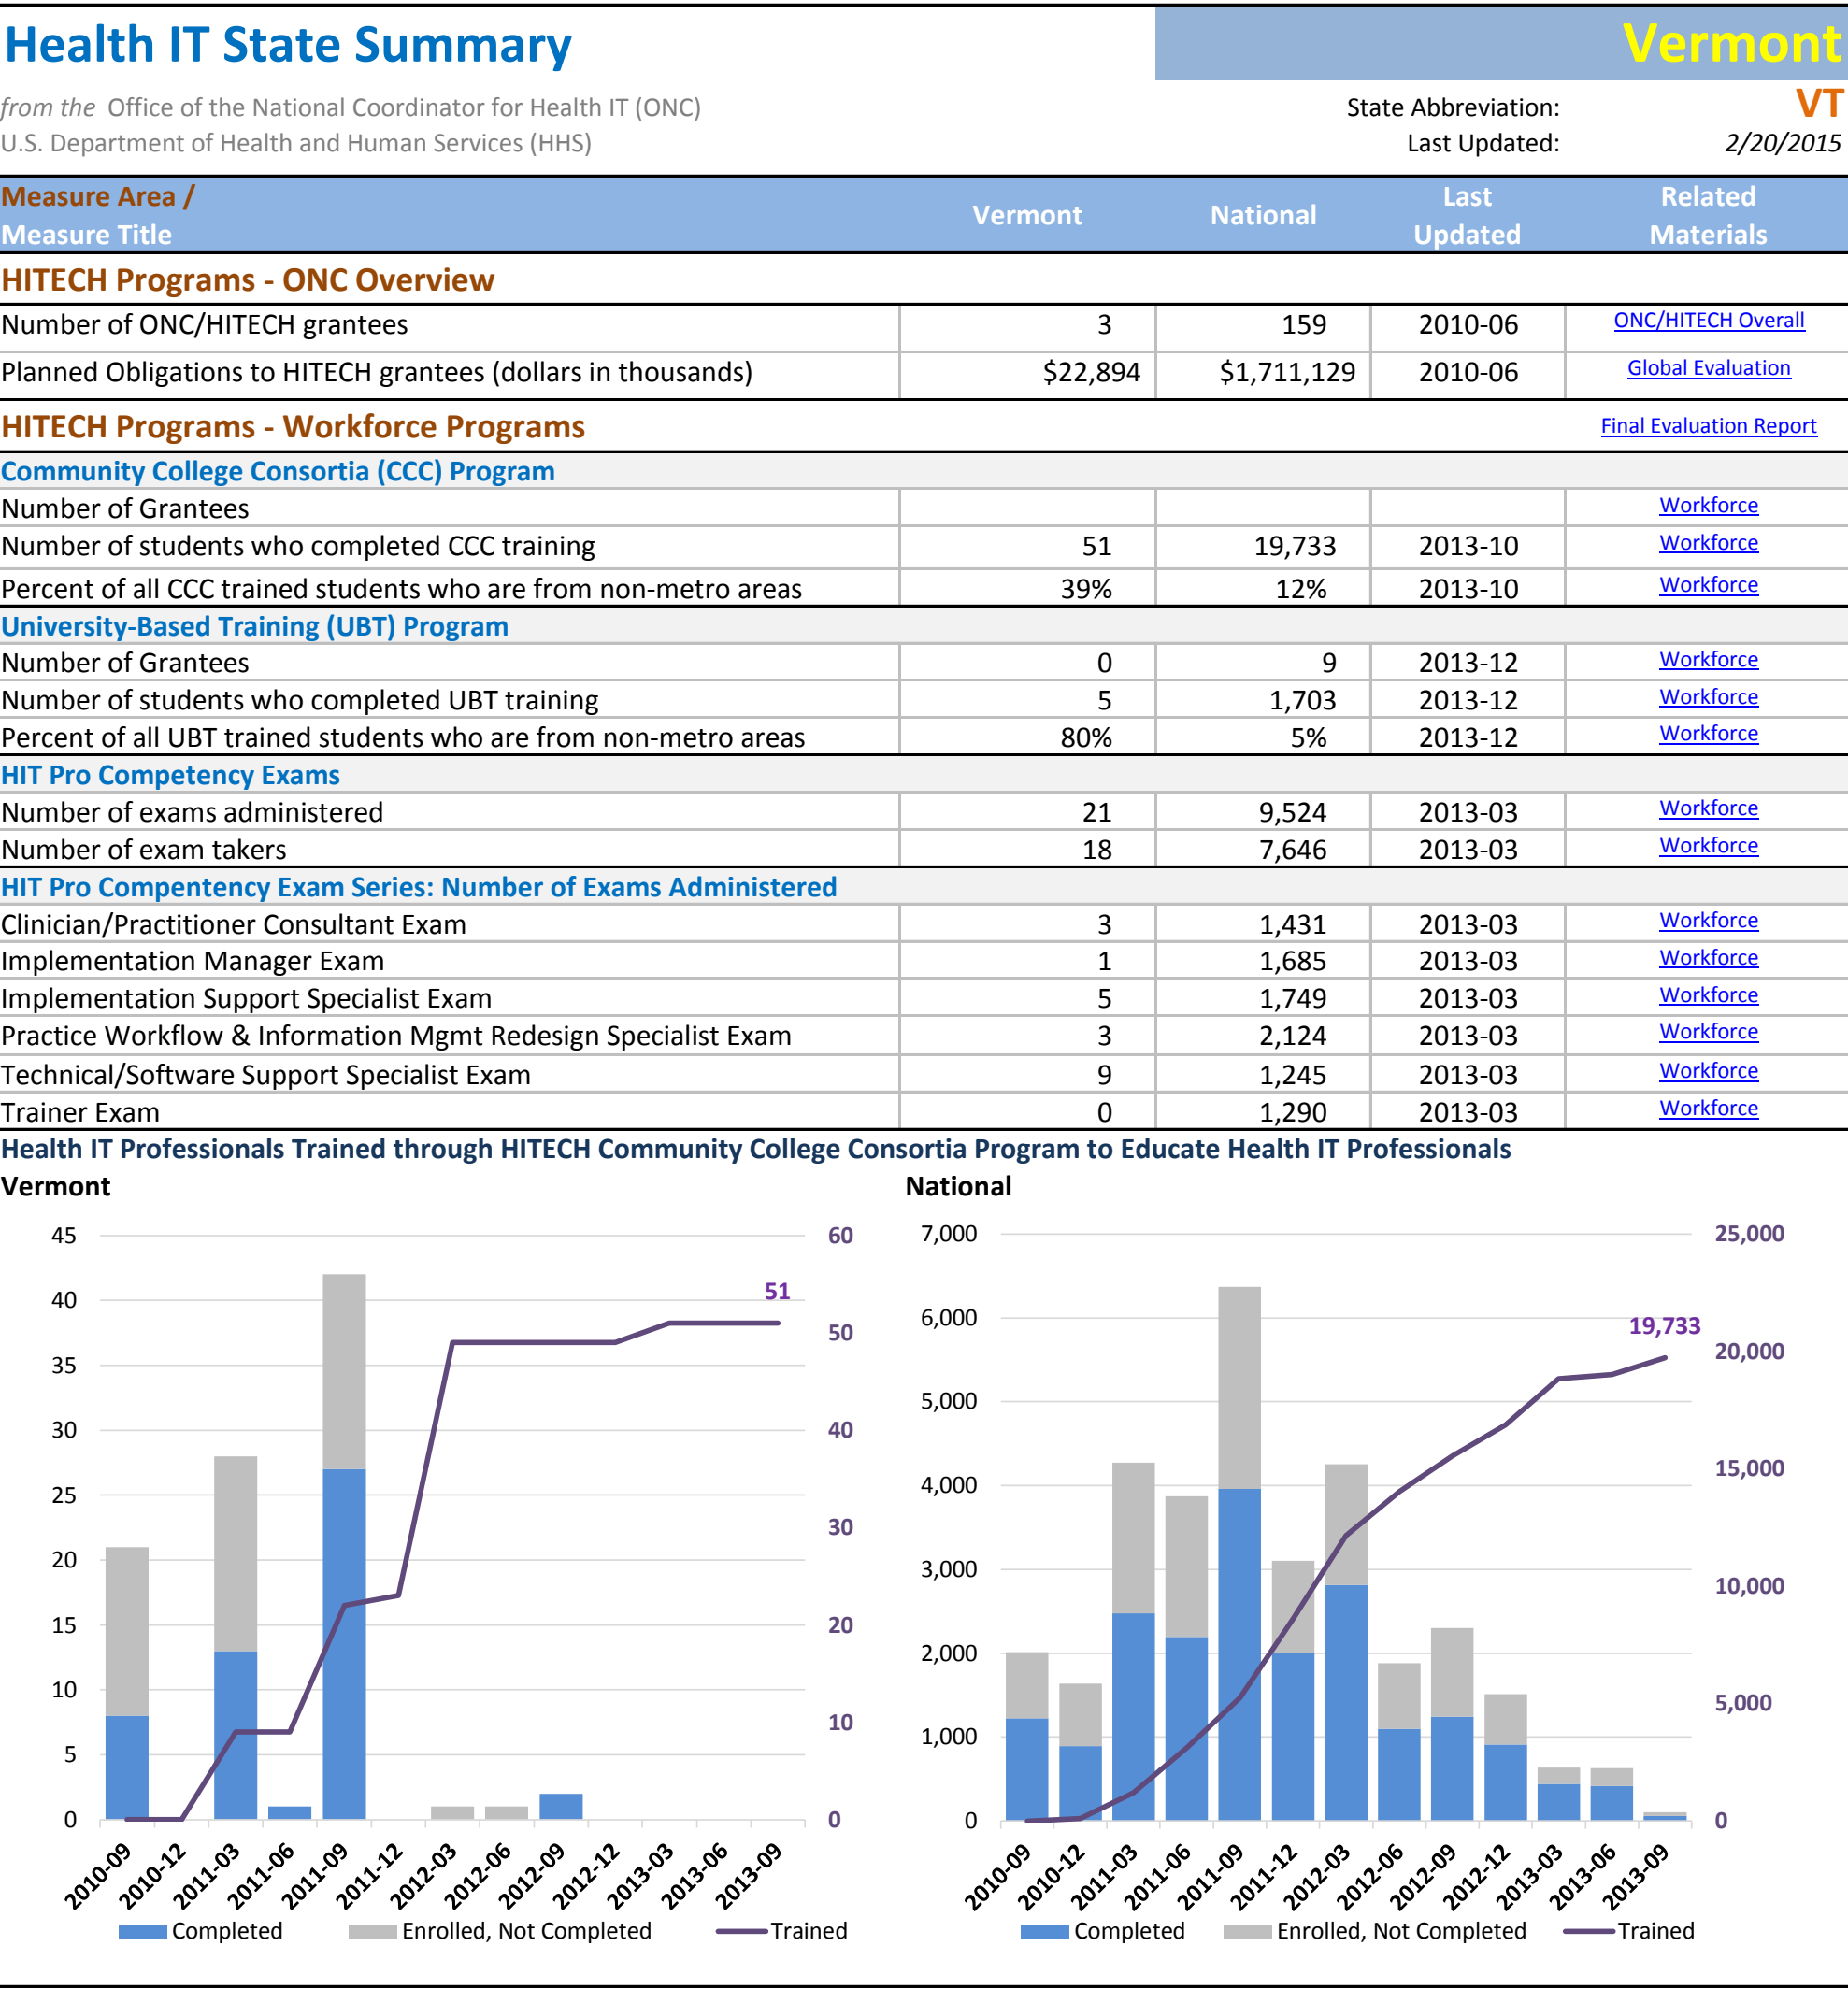 Health IT State Summary Vermont
from the Office of the National Coordinator for Health IT (ONC) State Abbreviation: VT
U.S. Department of Health and Human Services (HHS) Last Updated: 2/20/2015
Measure Area /
Measure Title
Vermont
National
Last
Updated
Related
Materials
HITECH Programs - ONC Overview
Number of ONC/HITECH grantees 3 159 2010-06 ONC/HITECH Overall
Planned Obligations to HITECH grantees (dollars in thousands) $22,894 $1,711,129 2010-06 Global Evaluation
HITECH Programs - Workforce Programs Final Evaluation Report
Community College Consortia (CCC) Program
Number of Grantees Workforce
Number of students who completed CCC training 51 19,733 2013-10 Workforce
Percent of all CCC trained students who are from non-metro areas 39% 12% 2013-10 Workforce
University-Based Training (UBT) Program
Number of Grantees 0 9 2013-12 Workforce
Number of students who completed UBT training 5 1,703 2013-12 Workforce
Percent of all UBT trained students who are from non-metro areas 80% 5% 2013-12 Workforce
HIT Pro Competency Exams
Number of exams administered 21 9,524 2013-03 Workforce
Number of exam takers 18 7,646 2013-03 Workforce
HIT Pro Compentency Exam Series: Number of Exams Administered
Clinician/Practitioner Consultant Exam 3 1,431 2013-03 Workforce
Implementation Manager Exam 1 1,685 2013-03 Workforce
Implementation Support Specialist Exam 5 1,749 2013-03 Workforce
Practice Workflow & Information Mgmt Redesign Specialist Exam 3 2,124 2013-03 Workforce
Technical/Software Support Specialist Exam 9 1,245 2013-03 Workforce
Trainer Exam 0 1,290 2013-03 Workforce
Health IT Professionals Trained through HITECH Community College Consortia Program to Educate Health IT Professionals
Vermont
45
40
35
30
25
20
15
10
5
0
60
50
40
30
20
10
0
51
2010-09 2010-12 2011-03 2011-06 2011-09 2011-12 2012-03 2012-06 2012-09 2012-12 2013-03 2013-06 2013-09
Completed Enrolled, Not Completed Trained
National
7,000
6,000
5,000
4,000
3,000
2,000
1,000
0
25,000
20,000
15,000
10,000
5,000
0
19,733
2010-09 2010-12 2011-03 2011-06 2011-09 2011-12 2012-03 2012-06 2012-09 2012-12 2013-03 2013-06 2013-09
Completed Enrolled, Not Completed Trained